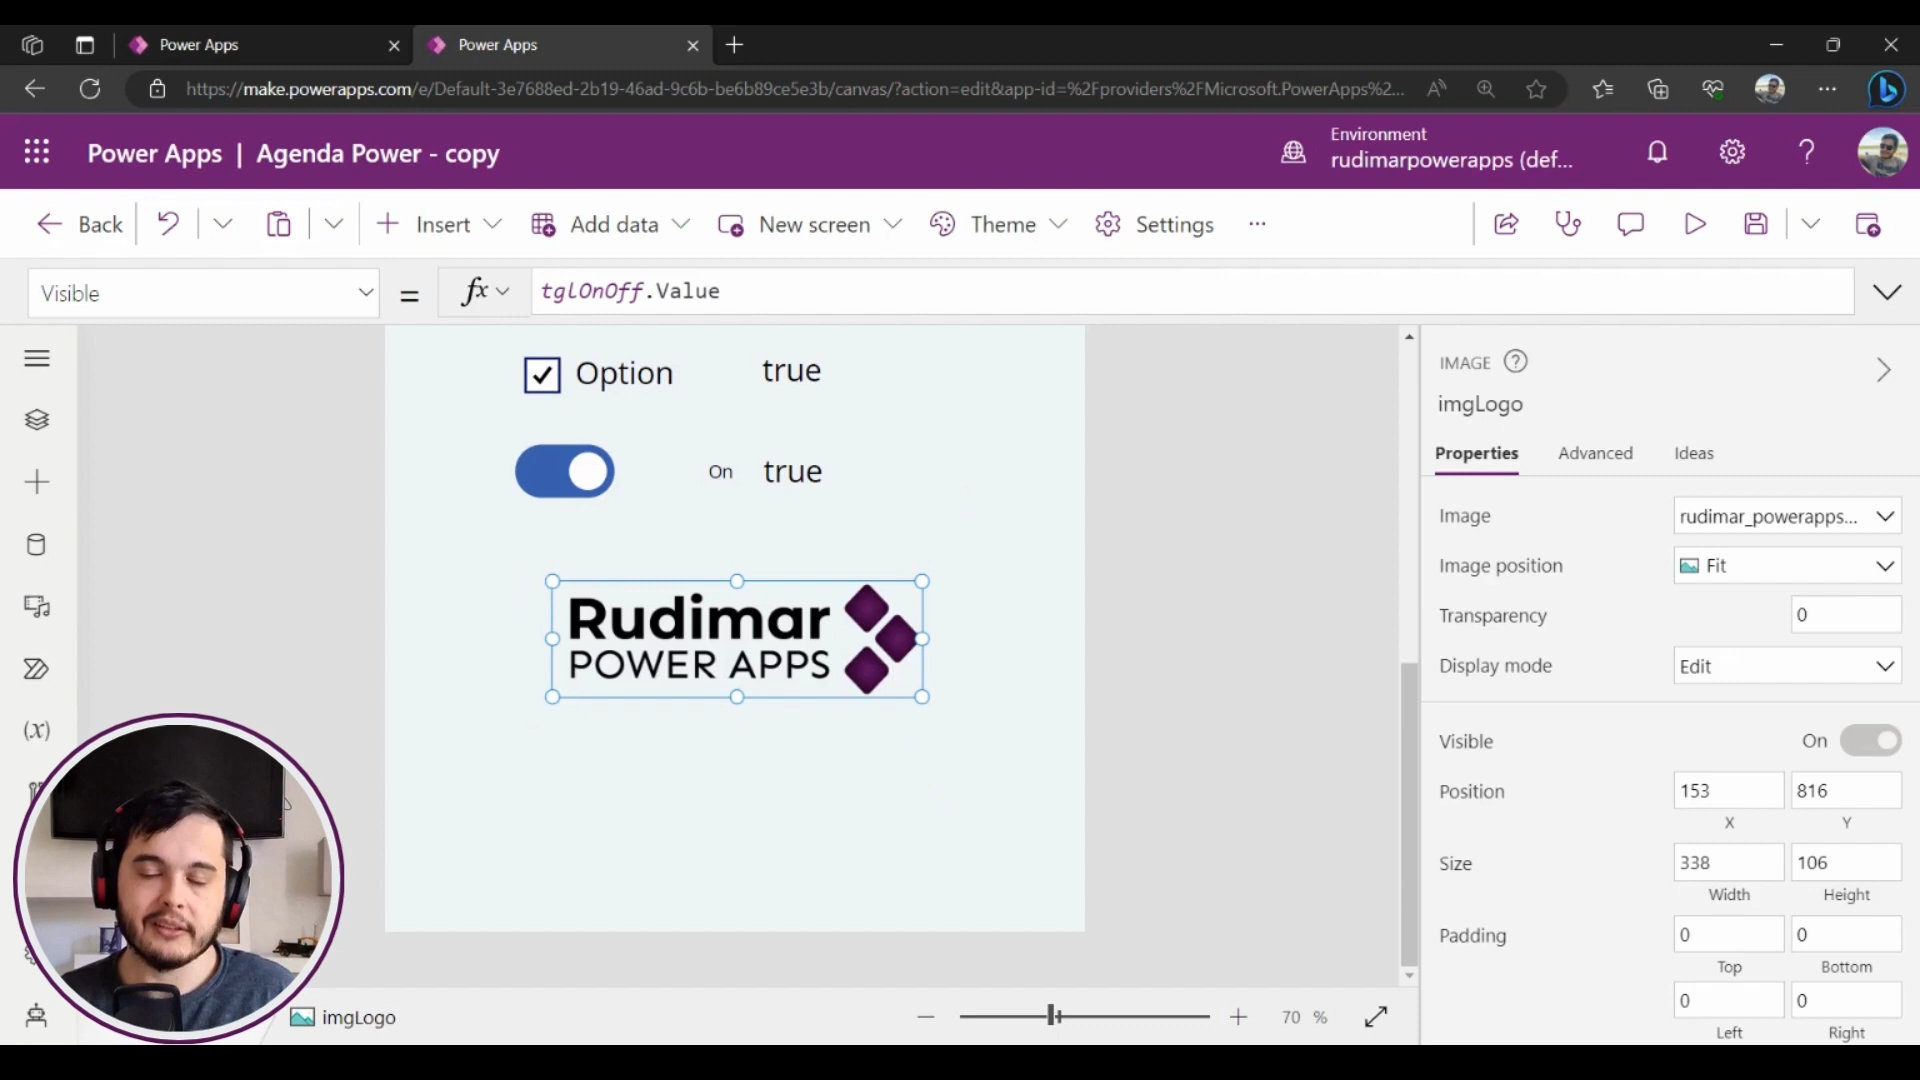 Power Apps
Power Apps
https://make.powerapps.com/e/Default-3e7688ed-2b19-46ad-9c6b-be6b89ce5e3b/canvas/?action=edit&app-id=%2Fproviders%2FMicrosoft.PowerApps%2...
Power Apps | Agenda Power - copy
Environment
rudimarpowerapps (def...
Back
Insert
Add data
New screen
Theme
Settings
Visible
=
fx
tglOnOff.Value
Option
true
On
true
Rudimar
POWER APPS
IMAGE
imgLogo
Properties
Advanced
Ideas
Image
rudimar_powerapps...
Image position
Fit
Transparency
0
Display mode
Edit
Visible
On
Position
153
816
X
Y
Size
338
106
Width
Height
Padding
0
0
Top
Bottom
0
0
Left
Right
(x)
imgLogo
70 %